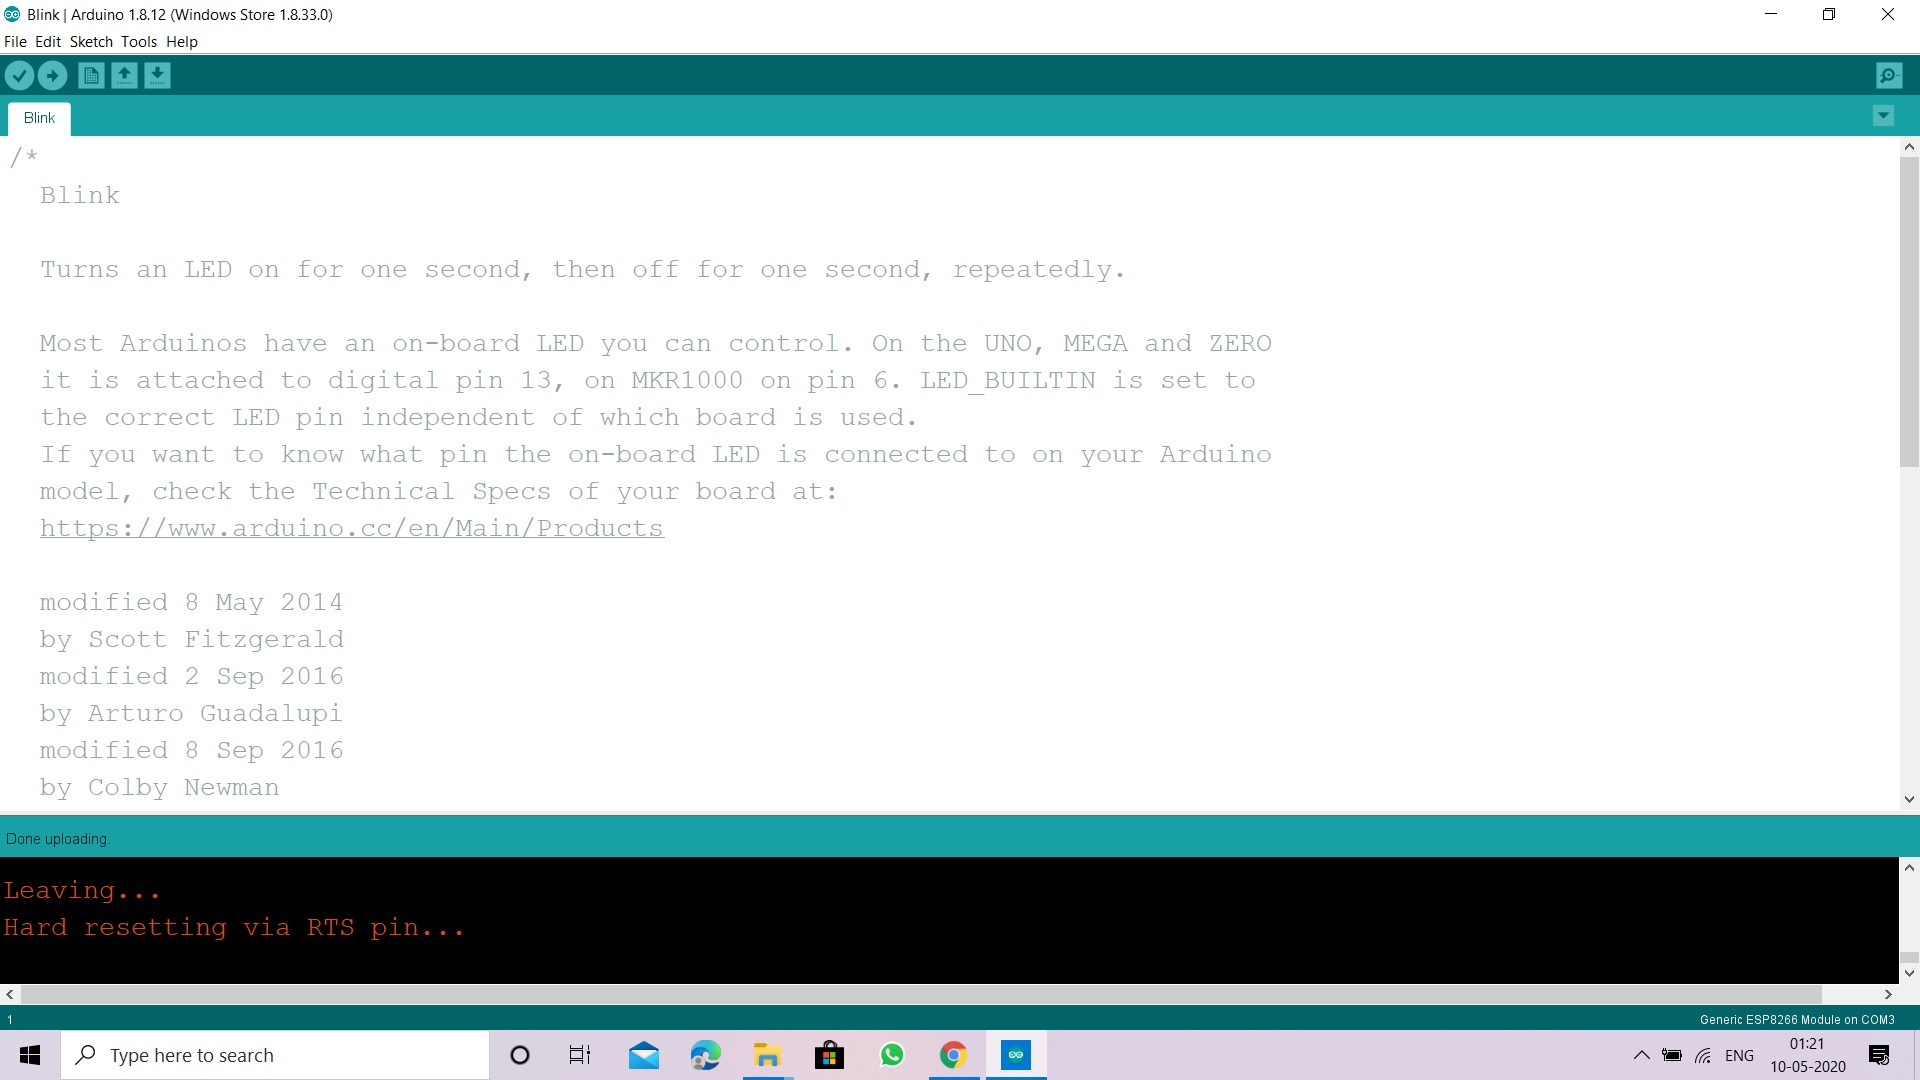 Blink | Arduino 1.8.12 (Windows Store 1.8.33.0)
File Edit Sketch Tools Help
Blink
/*
Blink
Turns an LED on for one second, then off for one second, repeatedly.
Most Arduinos have an on-board LED you can control. On the UNO, MEGA and ZERO
it is attached to digital pin 13, on MKR1000 on pin 6. LED_BUILTIN is set to
the correct LED pin independent of which board is used.
If you want to know what pin the on-board LED is connected to on your Arduino
model, check the Technical Specs of your board at:
https://www.arduino.cc/en/Main/Products
modified 8 May 2014
by Scott Fitzgerald
modified 2 Sep 2016
by Arturo Guadalupi
modified 8 Sep 2016
by Colby Newman
Done uploading.
Leaving...
Hard resetting via RTS pin...
1
Generic ESP8266 Module on COM3
Type here to search
ENG
01:21
10-05-2020